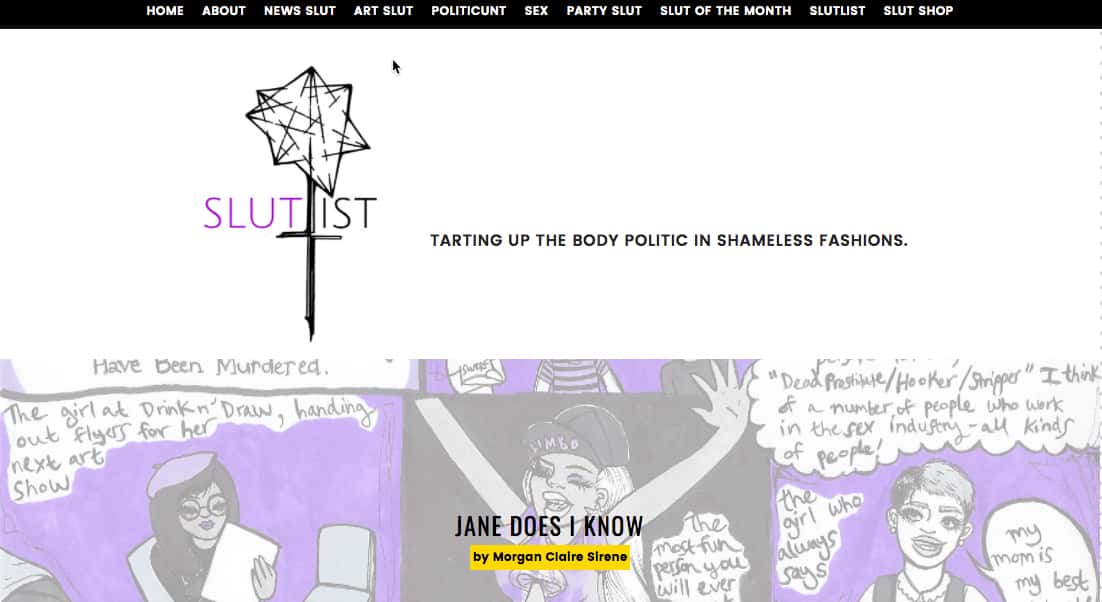 HOME ABOUT NEWS SLUT ART SLUT POLITICUNT SEX PARTY SLUT SLUT OF THE MONTH SLUTLIST SLUT SHOP
SLUTIST
TARTING UP THE BODY POLITIC IN SHAMELESS FASHIONS.
Have Been Murdered.
The girl at Drink n' Draw, handing
out flyers for her
next art
Show
BIMBO
"Dead Prostitute/Hooker/Stripper" I think
of a number of people who work
in the sex industry - all kinds
of people!
JANE DOES I KNOW
by Morgan Claire Sirene
The
most fun
person you
will ever
the
girl who
always
says
my
mom is
my best